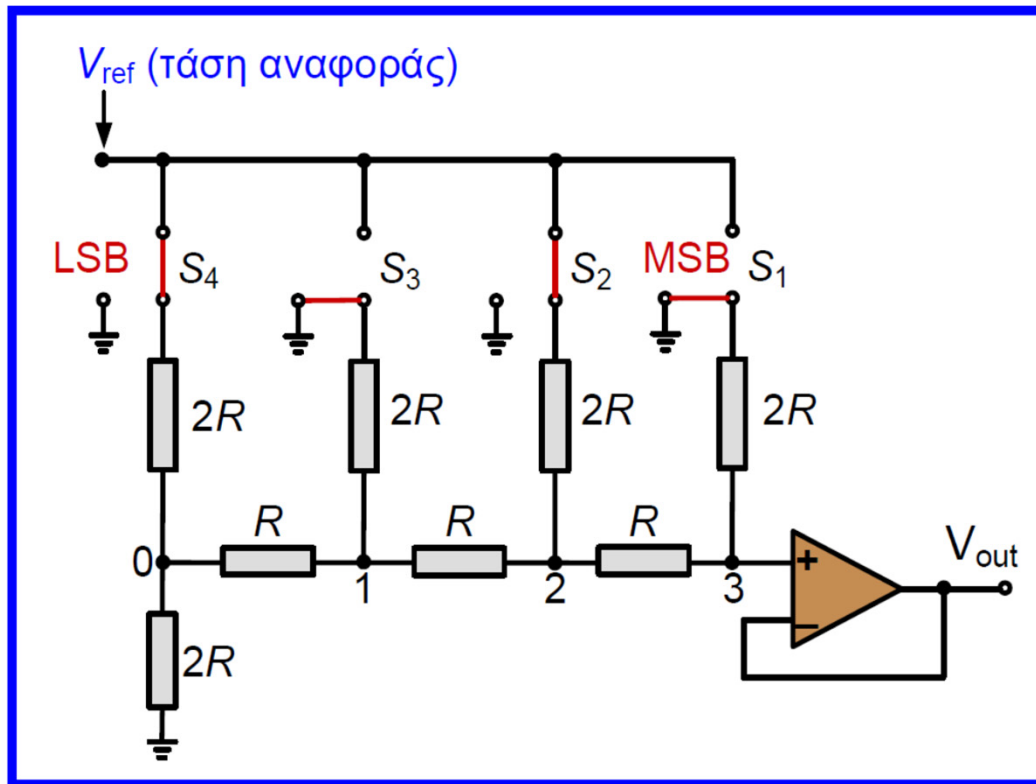 Vref (τάση αναφοράς)
LSB S4 S3 S2 MSB S1
2R 2R 2R 2R
R R R
0 1 2 3 + Vout
−
2R